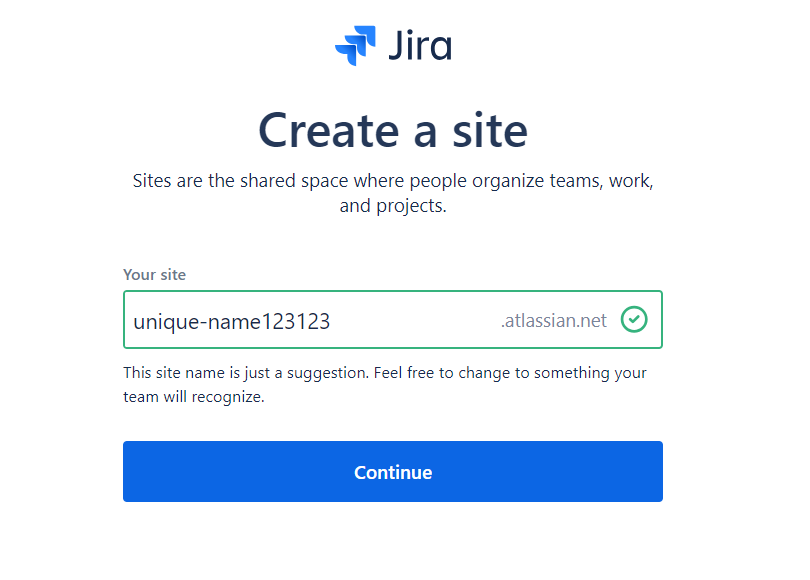 Jira
Create a site
Sites are the shared space where people organize teams, work,
and projects.
Your site
unique-name123123 .atlassian.net
This site name is just a suggestion. Feel free to change to something your
team will recognize.
Continue